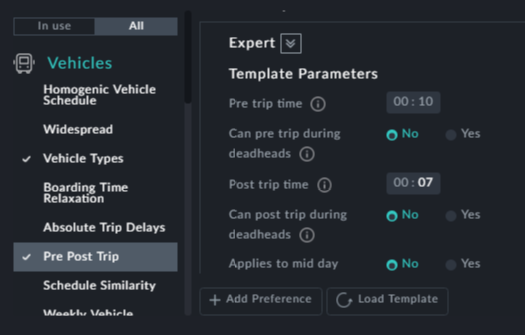 In use
All
Vehicles
Homogenic Vehicle
Schedule
Widespread
Vehicle Types
Boarding Time
Relaxation
Absolute Trip Delays
Pre Post Trip
Schedule Similarity
Weekly Vehicle
Expert
Template Parameters
Pre trip time
00 : 10
Can pre trip during
deadheads
No
Yes
Post trip time
00 : 07
Can post trip during
deadheads
No
Yes
Applies to mid day
No
Yes
+ Add Preference
Load Template